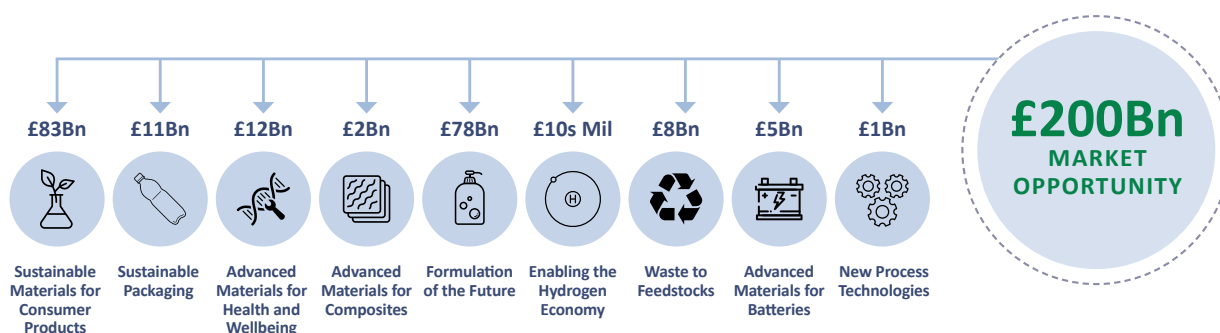 £83Bn
£11Bn
£12Bn
£2Bn
£78Bn
£10s Mil
£8Bn
£5Bn
£1Bn
£200Bn
MARKET
OPPORTUNITY
H
Sustainable
Materials for
Consumer
Products
Sustainable
Packaging
Advanced
Materials for
Health and
Wellbeing
Advanced
Materials for
Composites
Formulation
of the Future
Enabling the
Hydrogen
Economy
Waste to
Feedstocks
Advanced
Materials for
Batteries
New Process
Technologies